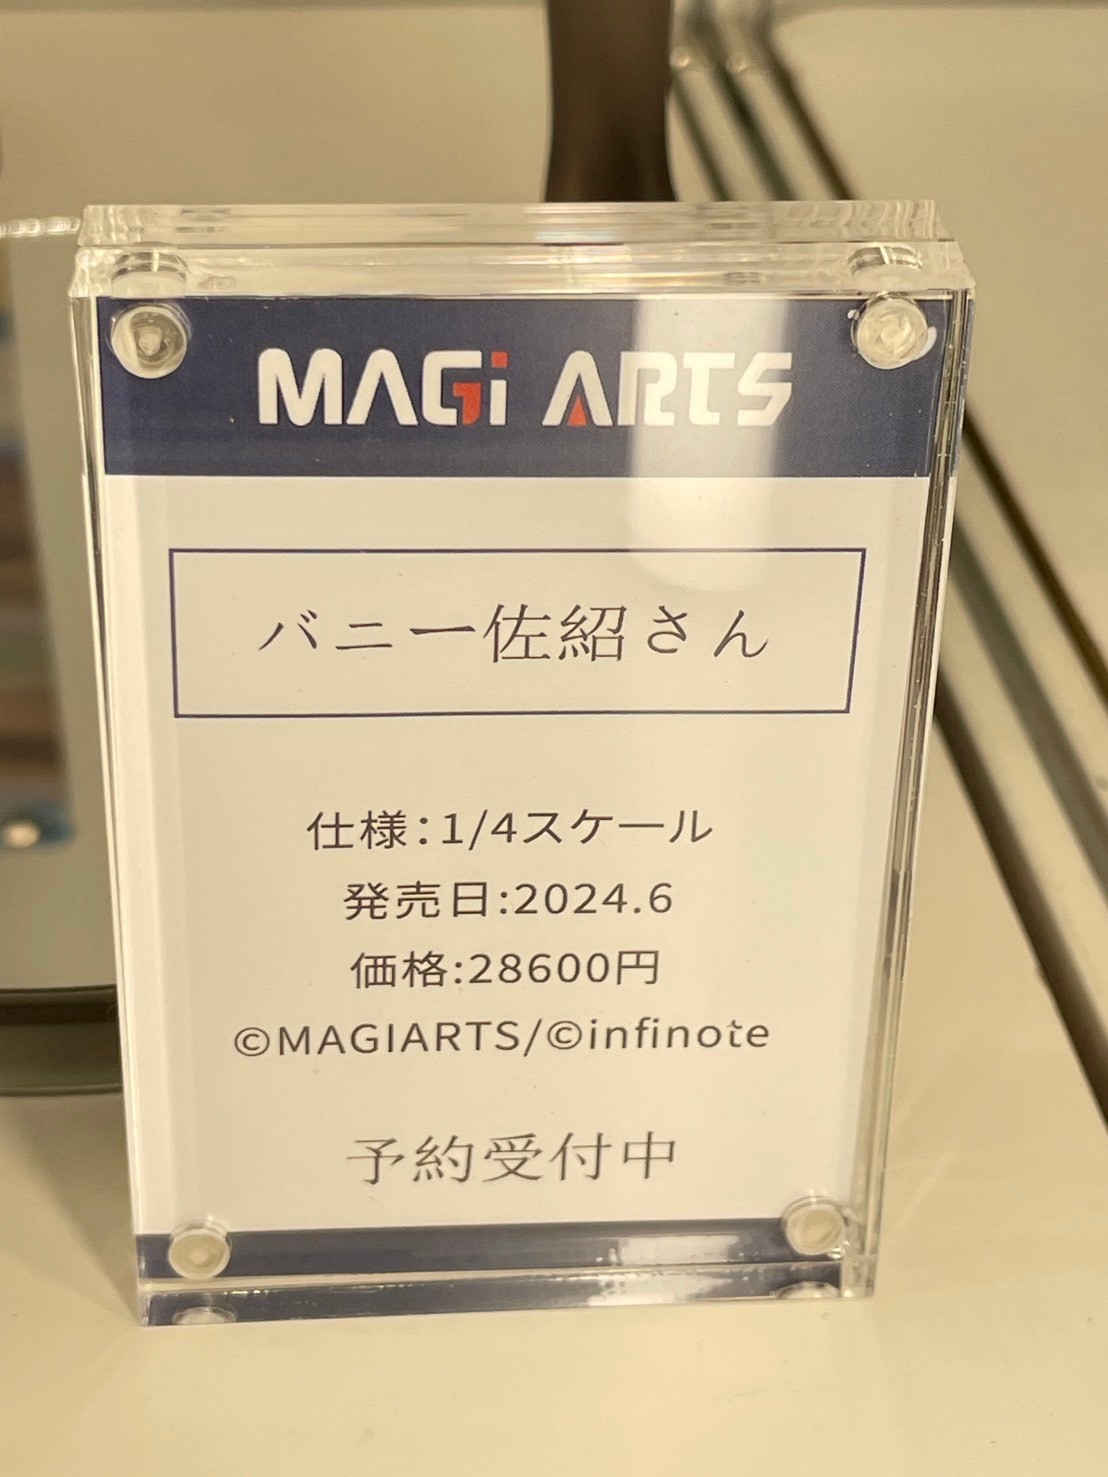 MAGi ARTS
バニー佐紹さん
仕様:1/4スケール
発売日:2024.6
価格:28600円
©MAGIARTS/©infinote
予約受付中